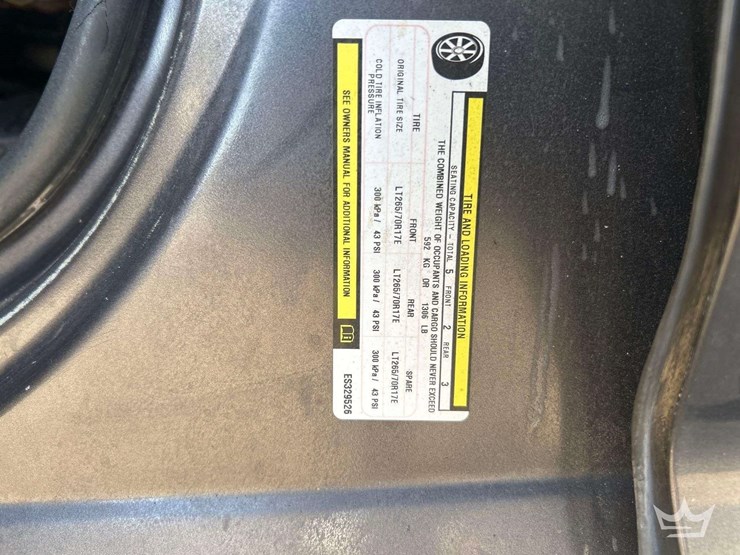 TIRE AND LOADING INFORMATION
SEATING CAPACITY - TOTAL 5 FRONT 2 REAR 3
THE COMBINED WEIGHT OF OCCUPANTS AND CARGO SHOULD NEVER EXCEED
592 KG OR 1306 LB
TIRE FRONT REAR SPARE
ORIGINAL TIRE SIZE LT265/70R17E LT265/70R17E LT265/70R17E
COLD TIRE INFLATION
PRESSURE 300 kPa / 43 PSI 300 kPa / 43 PSI 300 kPa / 43 PSI
SEE OWNERS MANUAL FOR ADDITIONAL INFORMATION
ES329526